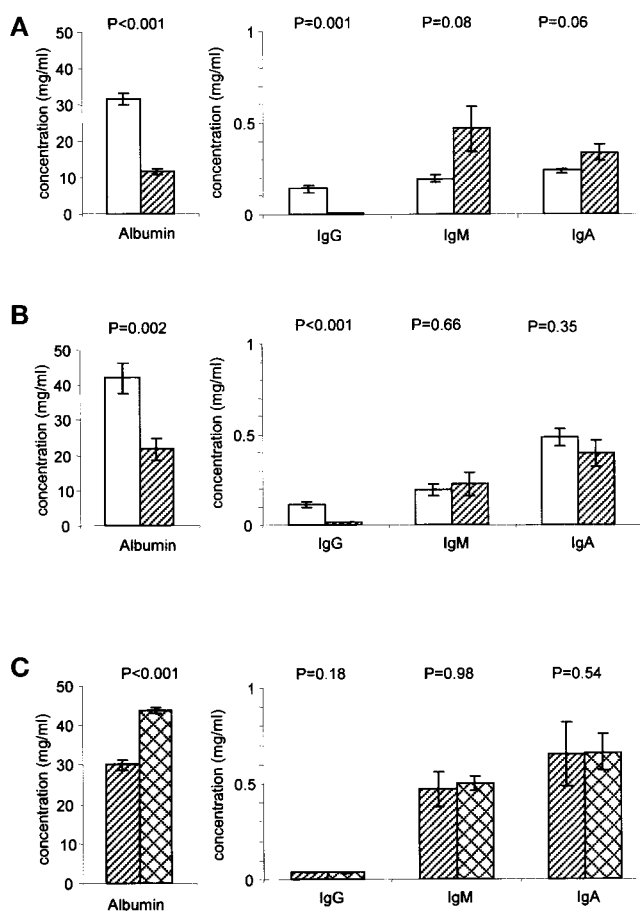 A
P<0.001
P=0.001 P=0.08 P=0.06
concentration (mg/ml)
50
40
30
20
10
0
Albumin
concentration (mg/ml)
1
0.5
0
IgG IgM IgA
B
P=0.002
P<0.001 P=0.66 P=0.35
concentration (mg/ml)
50
40
30
20
10
0
Albumin
concentration (mg/ml)
1
0.5
0
IgG IgM IgA
C
P<0.001
P=0.18 P=0.98 P=0.54
concentration (mg/ml)
50
40
30
20
10
0
Albumin
concentration (mg/ml)
1
0.5
0
IgG IgM IgA